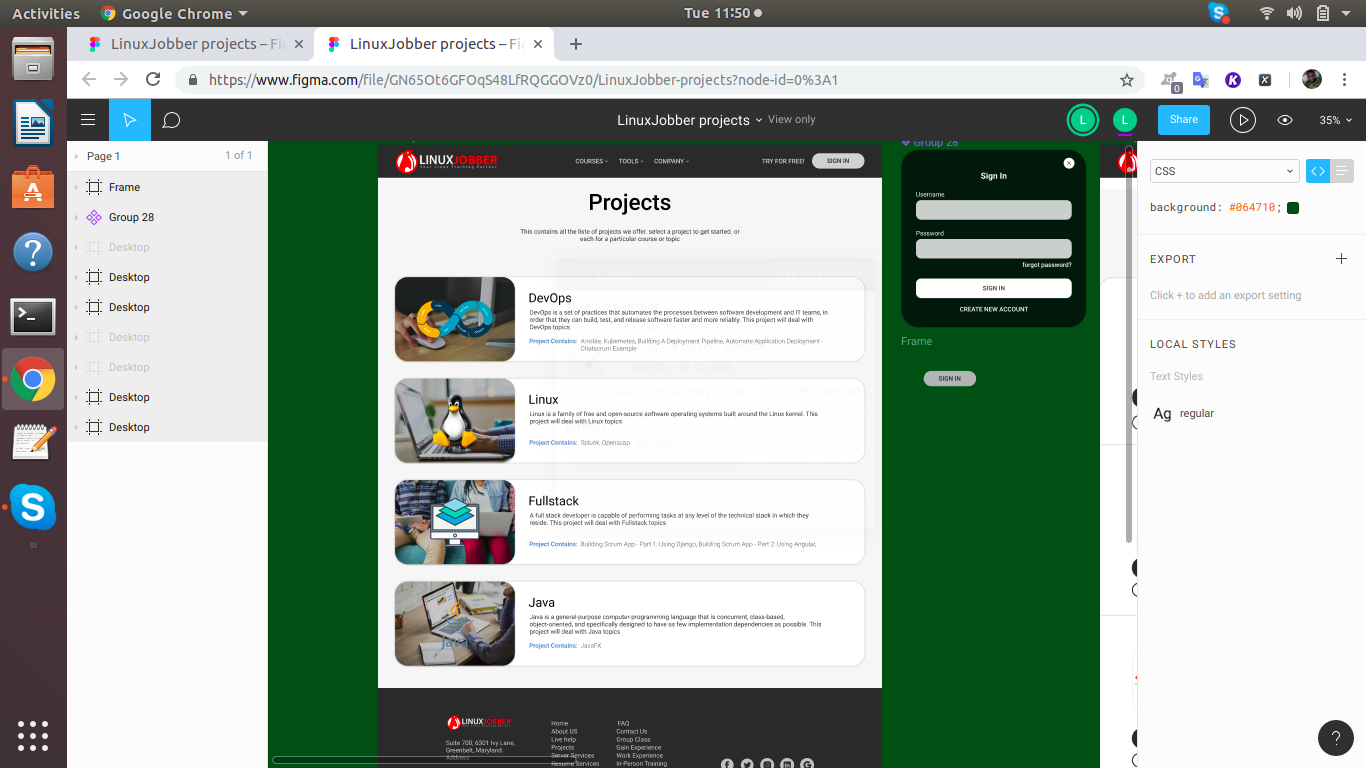 Activities
Google Chrome
Tue 11:50
LinuxJobber projects – Fig
LinuxJobber projects – Fig
https://www.figma.com/file/GN65Ot6GFOqS48LfRQGGOVz0/LinuxJobber-projects?node-id=0%3A1
0
LinuxJobber projects
View only
L
L
Share
35%
Page 1
1 of 1
Frame
Group 28
Desktop
Desktop
Desktop
Desktop
Desktop
Desktop
Desktop
LINUXJOBBER
COURSES
TOOLS
COMPANY
TRY FOR FREE!
SIGN IN
Projects
This contains all the liste of projects we offer. select a project to get started. or
each for a particular course or topic
DevOps
DevOps is a set of practices that automates the processes between software development and IT teams, in
order that they can build, test, and release software faster and more reliably. This project will deal with
DevOps topics
Project Contains: Ansible, Kubernetes, Building A Deployment Pipeline, Automate Application Deployment -
Chatscrum Example
Linux
Linux is a family of free and open-source software operating systems built around the Linux kernel. This
project will deal with Linux topics
Project Contains: Splunk, Openscap
Fullstack
A full stack developer is capable of performing tasks at any level of the technical stack in which they
reside. This project will deal with Fullstack topics
Project Contains: Building Scrum App - Part 1: Using Django, Building Scrum App - Part 2: Using Angular,
Java
Java is a general-purpose computer-programming language that is concurrent, class-based,
object-oriented, and specifically designed to have as few implementation dependencies as possible. This
project will deal with Java topics
Project Contains: JavaFX
LINUXJOBBER
Suite 700, 6301 Ivy Lane,
Greenbelt, Maryland.
Address
Home
About US
Live help
Projects
Server Services
Resume Services
FAQ
Contact Us
Group Class
Gain Experience
Work Experience
In-Person Training
Group 28
Sign In
Username
Password
forgot password?
SIGN IN
CREATE NEW ACCOUNT
Frame
SIGN IN
CSS
background: #064710;
EXPORT
Click + to add an export setting
LOCAL STYLES
Text Styles
Ag
regular
?